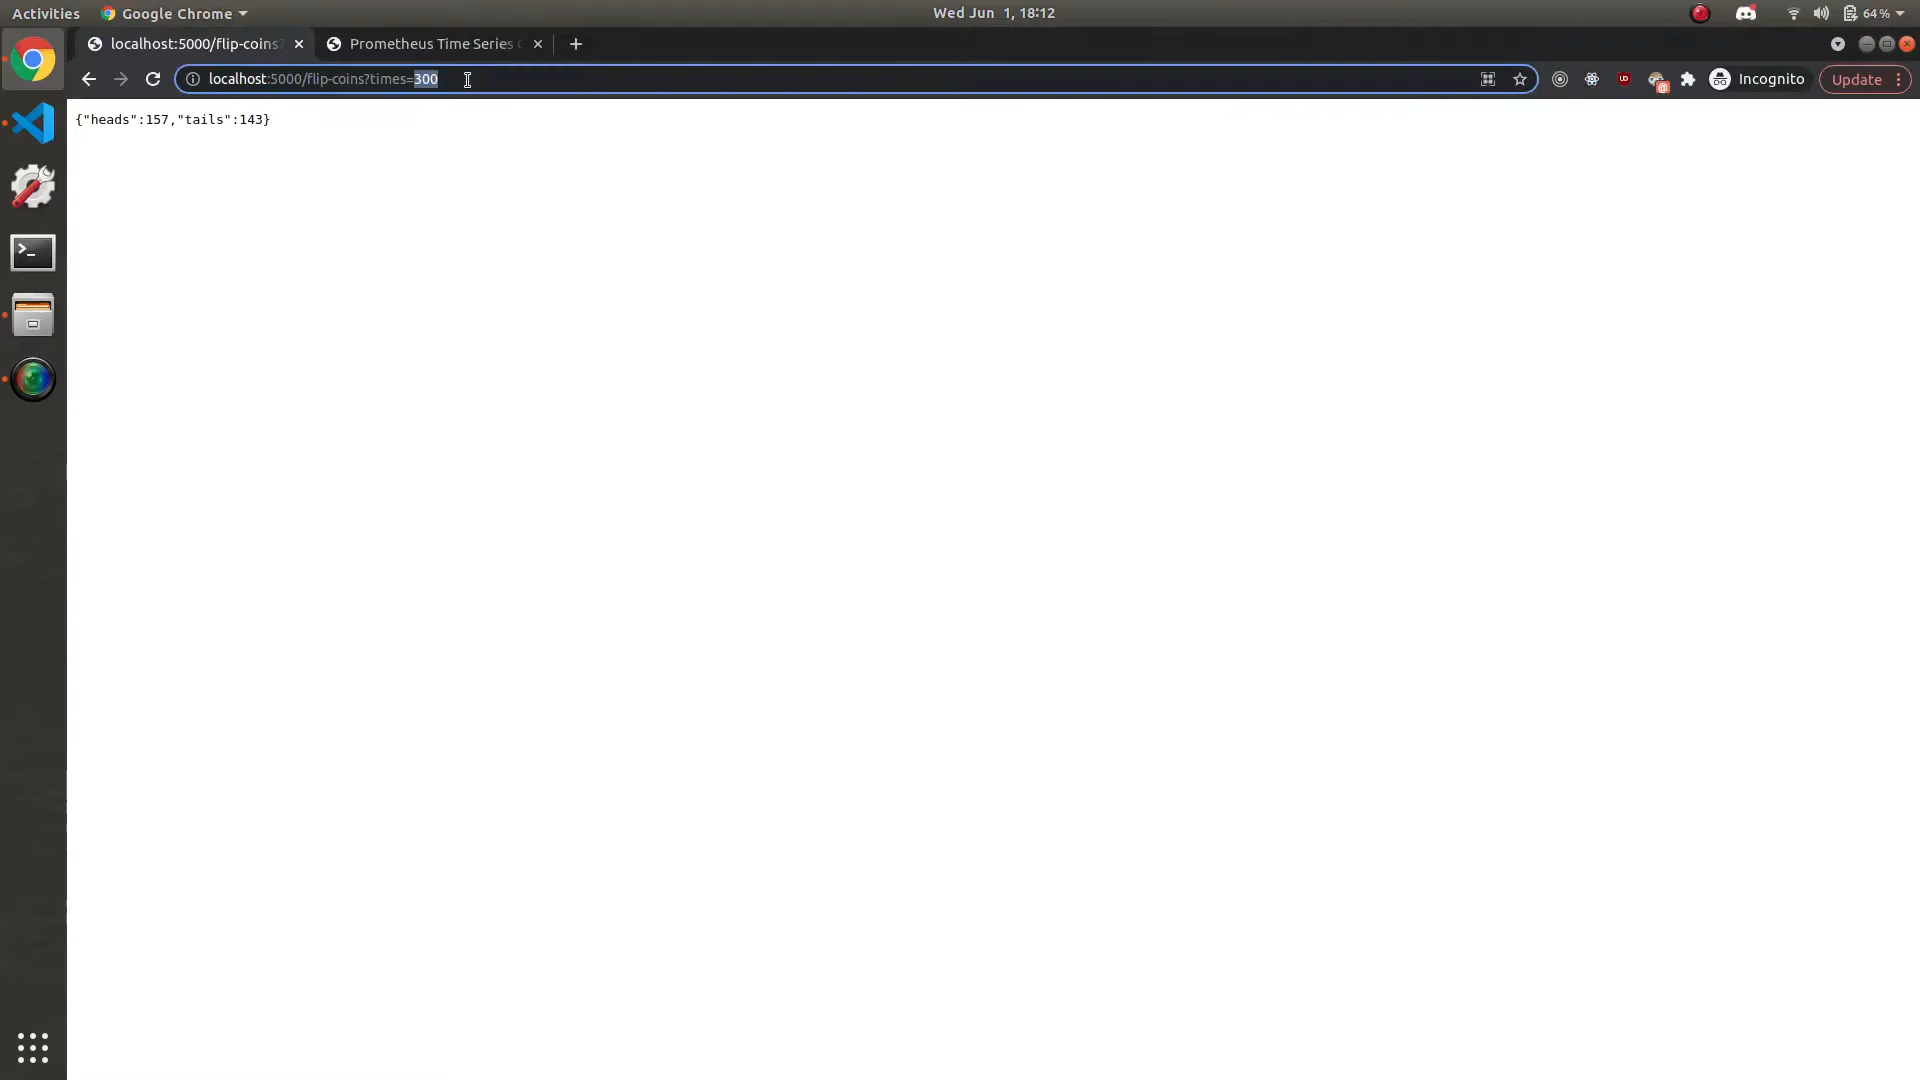 Activities Google Chrome Wed Jun 1, 18:12 64%
localhost:5000/flip-coins? Prometheus Time Series
localhost:5000/flip-coins?times=300 Incognito Update
{"heads":157,"tails":143}